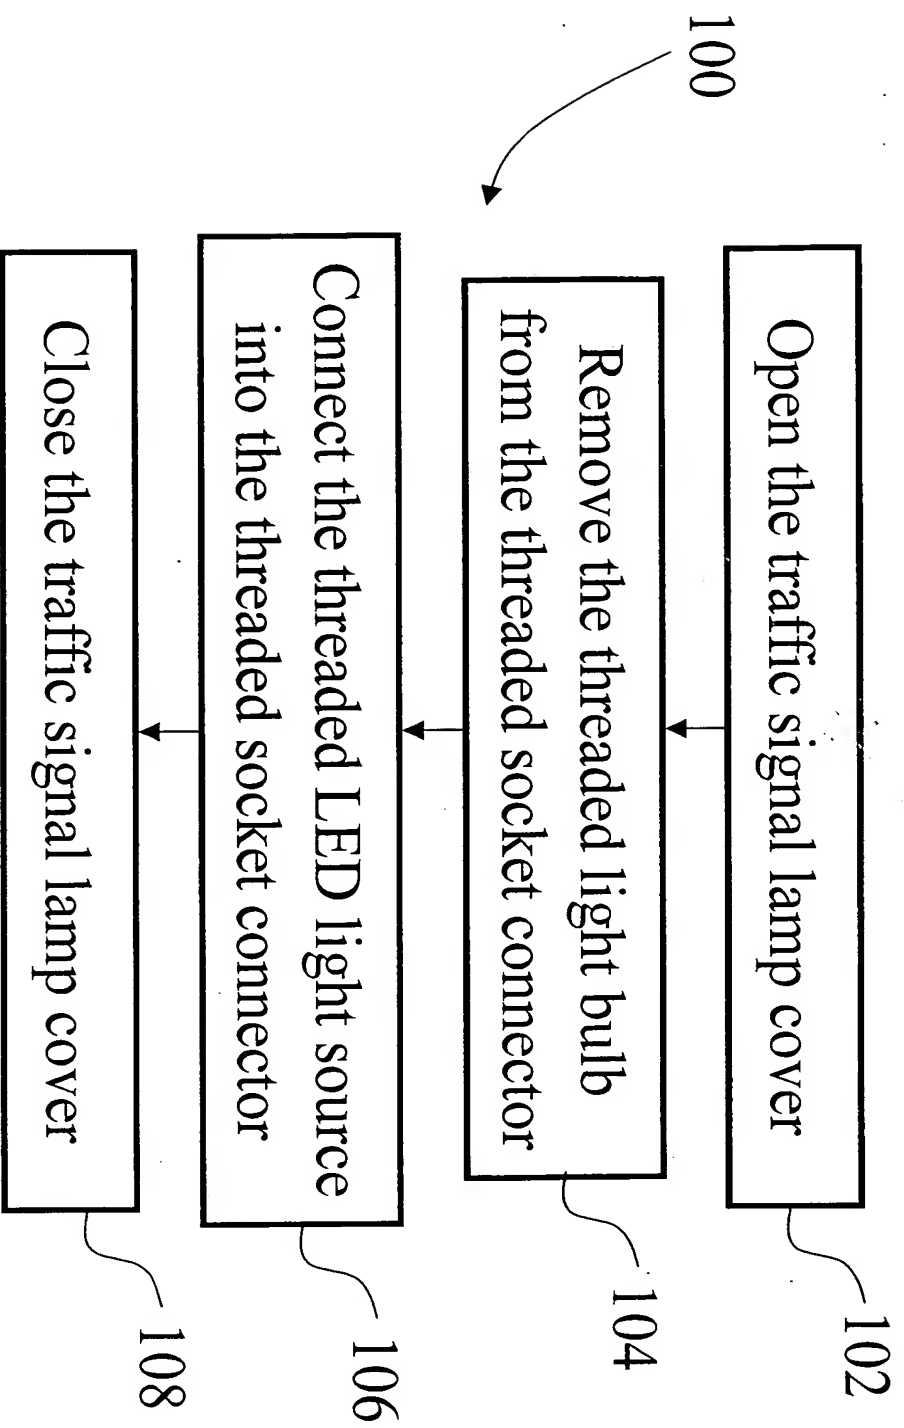 100
Open the traffic signal lamp cover
102
Remove the threaded light bulb
from the threaded socket connector
104
Connect the threaded LED light source
into the threaded socket connector
106
Close the traffic signal lamp cover
108